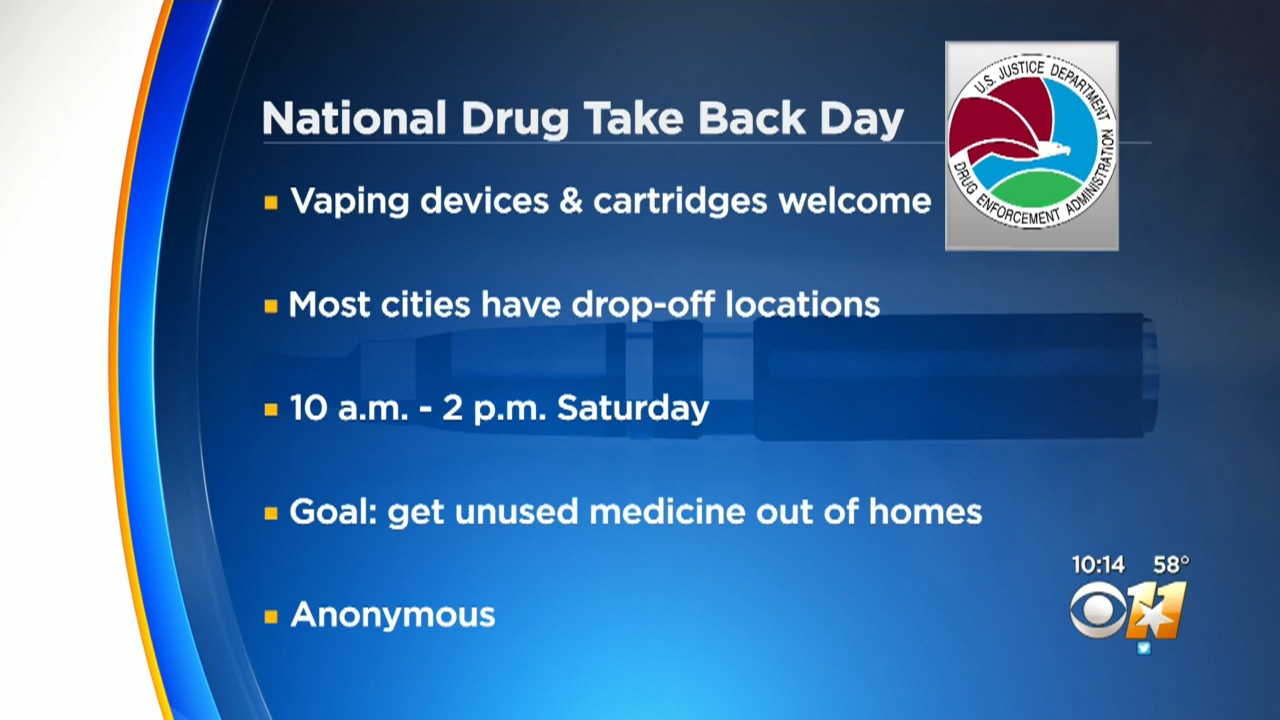 National Drug Take Back Day
U.S. JUSTICE DEPARTMENT
DRUG ENFORCEMENT ADMINISTRATION
Vaping devices & cartridges welcome
Most cities have drop-off locations
10 a.m. - 2 p.m. Saturday
Goal: get unused medicine out of homes
Anonymous
10:14 58°
11